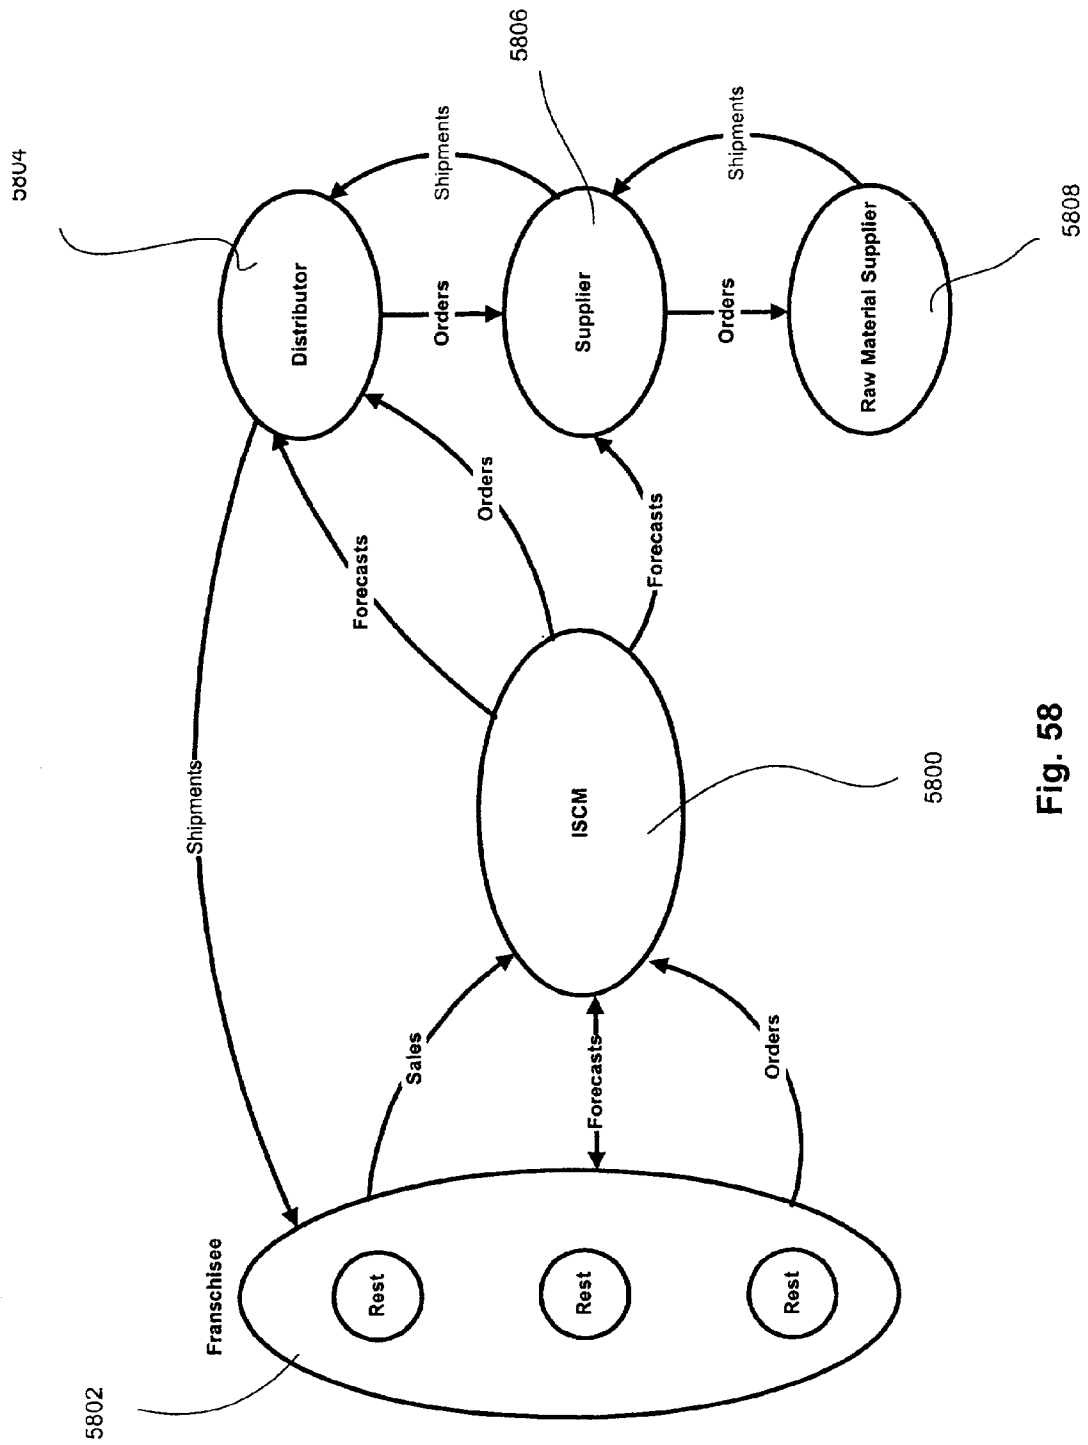 5804
5802
Shipments
Franschisee
Distributor
Forecasts
Rest
Sales
Orders
Shipments
Orders
5806
Rest
Forecasts
ISCM
Supplier
Forecasts
Orders
Shipments
Orders
Rest
Raw Material Supplier
5800
Fig. 58
5808